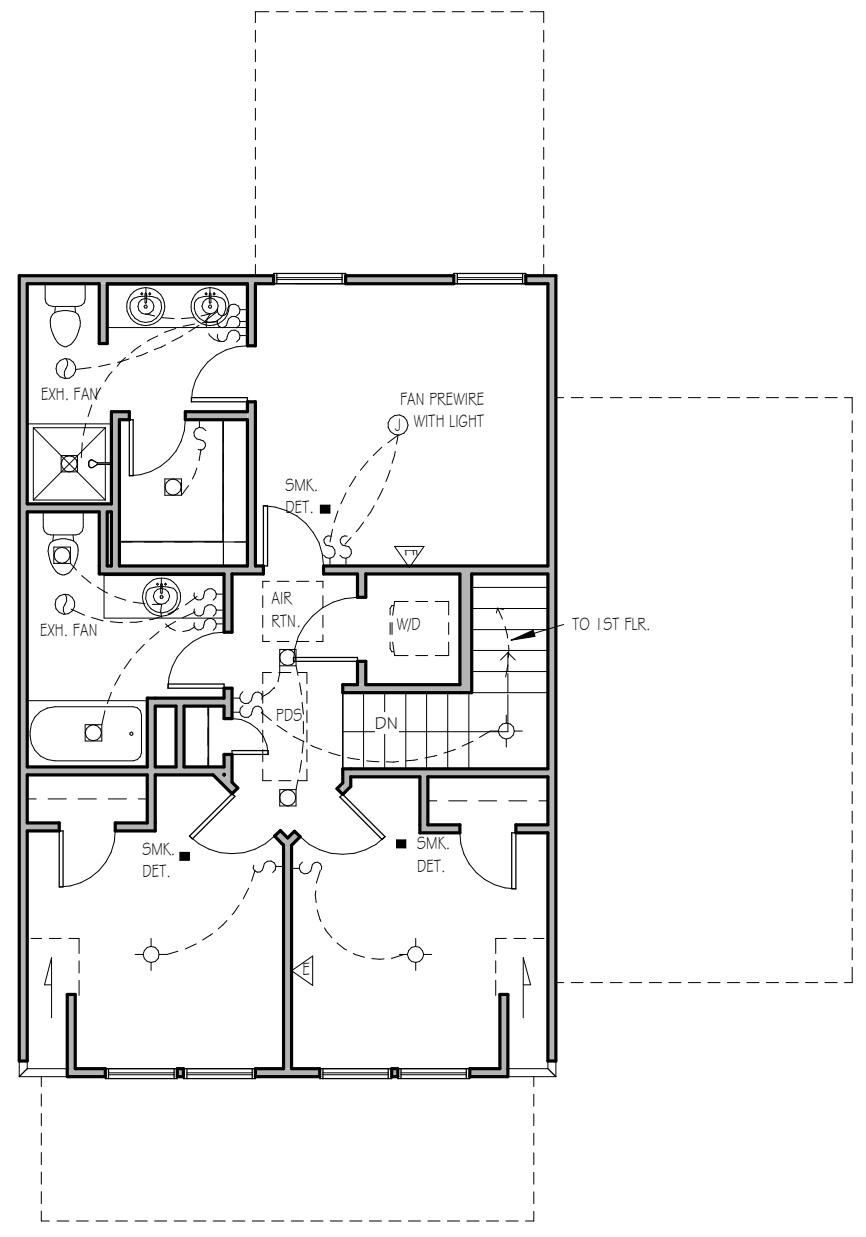 EXH. FAN
FAN PREWIRE
WITH LIGHT
J
SMK.
DET.
E
EXH. FAN
AIR
RTN.
W/D
TO 1ST FLR.
PDS
DN
SMK.
DET.
SMK.
DET.
E